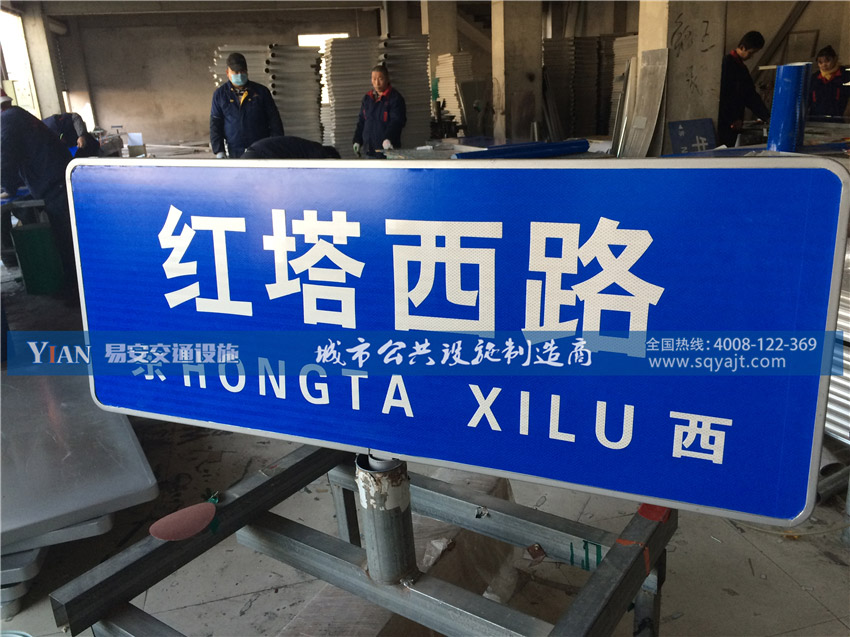 红塔西路
YIAN 易安交通设施 城市公共设施制造商 全国热线:4008-122-369
www.sqyajt.com
东 HONGTA XILU 西